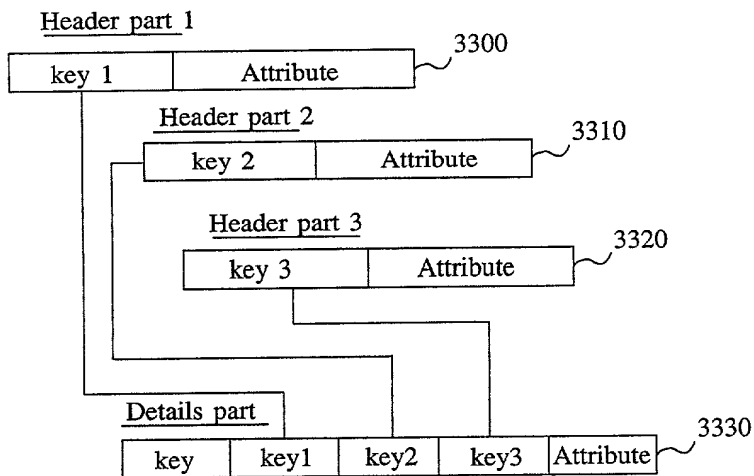 Header part 1
key 1 Attribute 3300
Header part 2
key 2 Attribute 3310
Header part 3
key 3 Attribute 3320
Details part
key key1 key2 key3 Attribute 3330